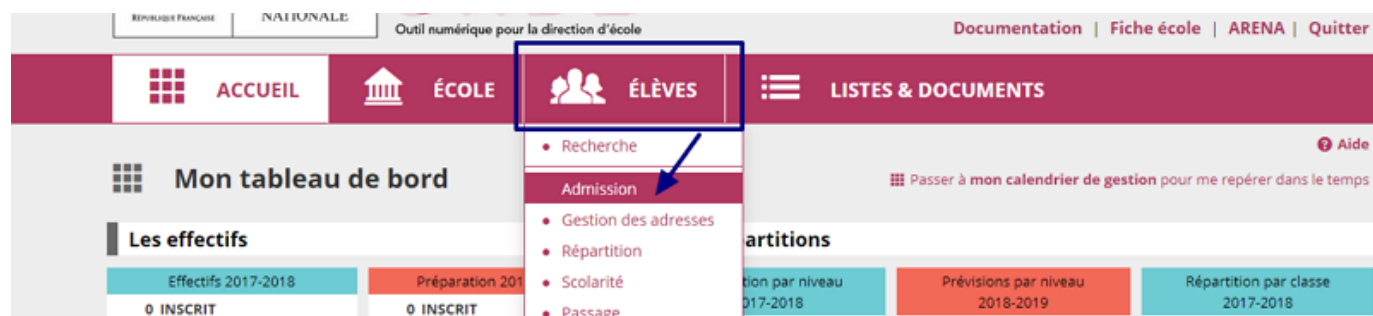 RÉPUBLIQUE FRANÇAISE
NATIONALE
Outil numérique pour la direction d'école
Documentation | Fiche école | ARENA | Quitter
ACCUEIL
ÉCOLE
ÉLÈVES
LISTES & DOCUMENTS
Recherche
Aide
Mon tableau de bord
Admission
Passer à mon calendrier de gestion pour me repérer dans le temps
Gestion des adresses
Les effectifs
artitions
Répartition
Effectifs 2017-2018
Préparation 201
Scolarité
tion par niveau
017-2018
Prévisions par niveau
2018-2019
Répartition par classe
2017-2018
0 INSCRIT
0 INSCRIT
Passage